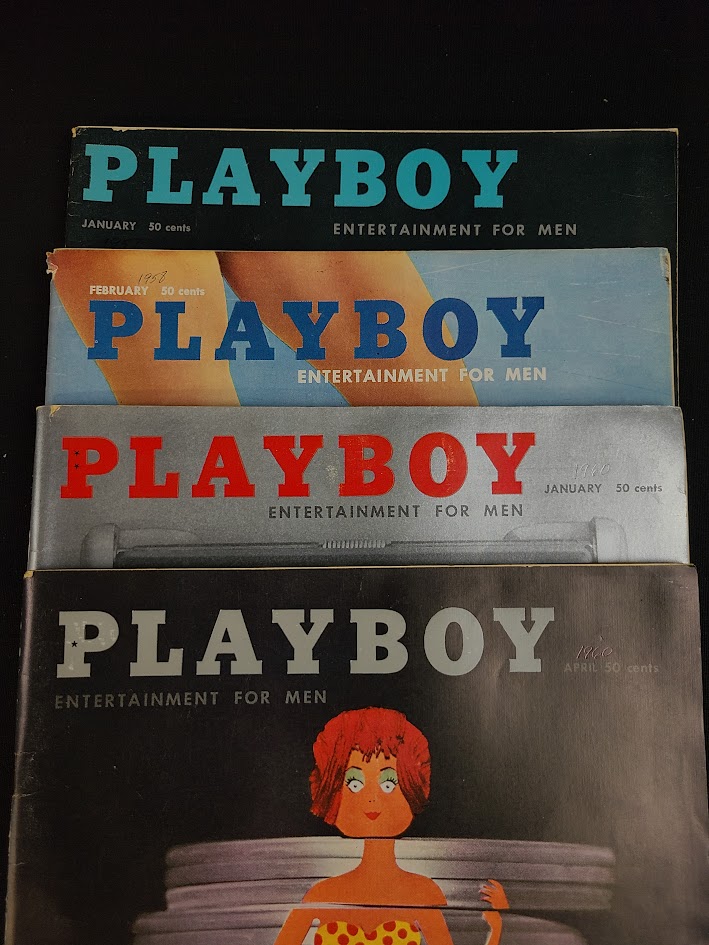 PLAYBOY
JANUARY 50 cents ENTERTAINMENT FOR MEN
1958
FEBRUARY 50 cents
PLAYBOY
ENTERTAINMENT FOR MEN
PLAYBOY
1960
JANUARY 50 cents
ENTERTAINMENT FOR MEN
PLAYBOY
1960
APRIL 50 cents
ENTERTAINMENT FOR MEN